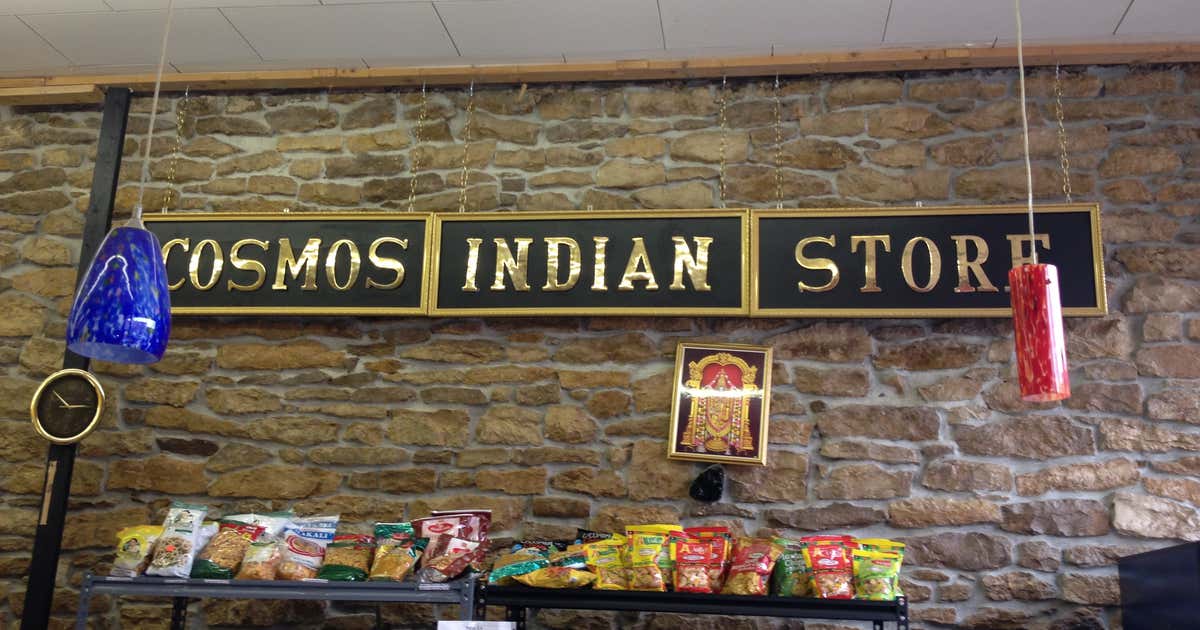 COSMOS INDIAN STORE